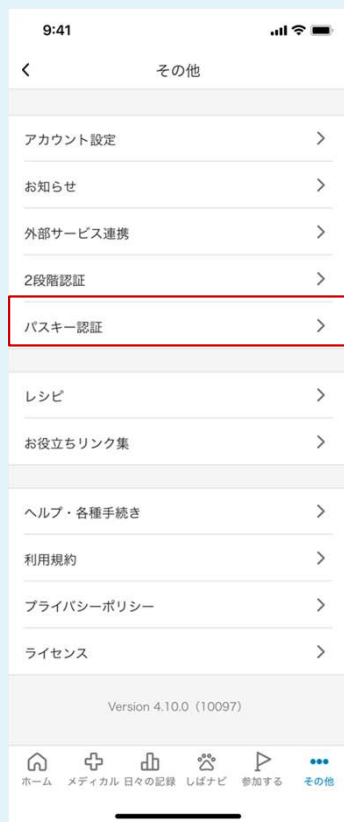 9:41
その他
アカウント設定
お知らせ
外部サービス連携
2段階認証
パスキー認証
レシピ
お役立ちリンク集
ヘルプ・各種手続き
利用規約
プライバシーポリシー
ライセンス
Version 4.10.0（10097）
ホーム メディカル 日々の記録 しばナビ 参加する その他